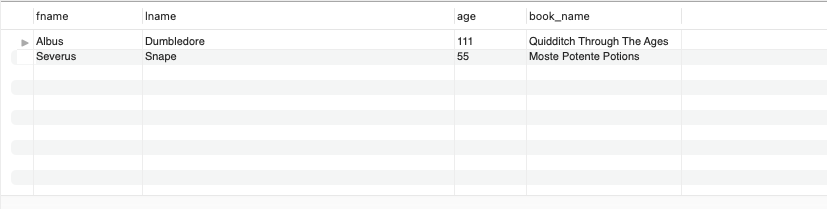 fname lname age book_name
Albus Dumbledore 111 Quidditch Through The Ages
Severus Snape 55 Moste Potente Potions